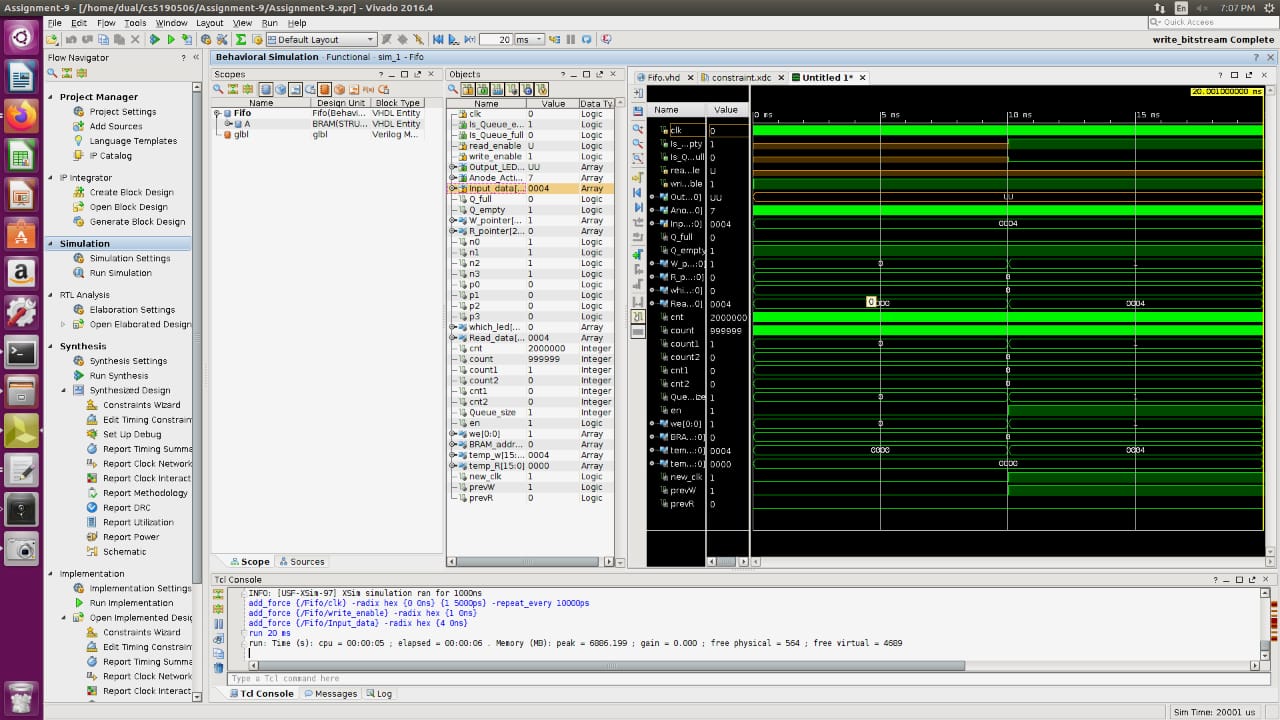 Assignment-9 - [/home/dual/cs5190506/Assignment-9/Assignment-9.xpr] - Vivado 2016.4
En
7:07 PM
File Edit Flow Tools Window Layout View Run Help
Quick Access
Default Layout
20 ms
write_bitstream Complete
Flow Navigator
Project Manager
Project Settings
Add Sources
Language Templates
IP Catalog
IP Integrator
Create Block Design
Open Block Design
Generate Block Design
Simulation
Simulation Settings
Run Simulation
RTL Analysis
Elaboration Settings
Open Elaborated Design
Synthesis
Synthesis Settings
Run Synthesis
Synthesized Design
Constraints Wizard
Edit Timing Constrain
Set Up Debug
Report Timing Summa
Report Clock Network
Report Clock Interact
Report Methodology
Report DRC
Report Utilization
Report Power
Schematic
Implementation
Implementation Settings
Run Implementation
Open Implemented Desig
Constraints Wizard
Edit Timing Constrain
Report Timing Summa
Report Clock Network
Report Clock Interact
Behavioral Simulation - Functional - sim_1 - Fifo
Scopes
Name Design Unit Block Type
Fifo Fifo(Behavi... VHDL Entity
A BRAM(STRU... VHDL Entity
glbl glbl Verilog M...
Scope Sources
Objects
Name Value Data Ty...
clk 0 Logic
Is_Queue_e... 1 Logic
Is_Queue_full 0 Logic
read_enable U Logic
write_enable 1 Logic
Output_LED... UU Array
Anode_Acti... 7 Array
Input_data[... 0004 Array
Q_full 0 Logic
Q_empty 1 Logic
W_pointer[... 1 Array
R_pointer[2... 0 Array
n0 0 Logic
n1 1 Logic
n2 1 Logic
n3 1 Logic
p0 0 Logic
p1 0 Logic
p2 0 Logic
p3 1 Logic
which_led[... 0 Array
Read_data[... 0004 Array
cnt 2000000 Integer
count 999999 Integer
count1 1 Integer
count2 0 Integer
cnt1 0 Integer
cnt2 0 Integer
Queue_size 1 Integer
en 1 Logic
we[0:0] 1 Array
BRAM_addr... 0 Array
temp_w[15:... 0004 Array
temp_R[15:0] 0000 Array
new_clk 1 Logic
prevW 1 Logic
prevR 0 Logic
Fifo.vhd constraint.xdc Untitled 1*
20.001000000 ms
Name Value
0 ms 5 ms 10 ms 15 ms
clk 0
Is_...pty 1
Is_Q...ull 0
rea...le U
wri...ble 1
Out...:0] UU UU
Ano...:0] 7
Inp...:0] 0004 0004
Q_full 0
Q_empty 1
W_p...:0] 1 0 1
R_p...:0] 0 0
whi...:0] 0 0
Rea...:0] 0004 0 000 0004
cnt 2000000
count 999999
count1 1 0 1
count2 0 0
cnt1 0 0
cnt2 0 0
Que...size 1 0 1
en 1
we[0:0] 1 0 1
BRA...:0] 0 0
tem...:0] 0004 0000 0004
tem...:0] 0000 0000
new_clk 1
prevW 1
prevR 0
Tcl Console
INFO: [USF-XSim-97] XSim simulation ran for 1000ns
add_force {/Fifo/clk} -radix hex {0 0ns} {1 5000ps} -repeat_every 10000ps
add_force {/Fifo/write_enable} -radix hex {1 0ns}
add_force {/Fifo/Input_data} -radix hex {4 0ns}
run 20 ms
run: Time (s): cpu = 00:00:05 ; elapsed = 00:00:06 . Memory (MB): peak = 6886.199 ; gain = 0.000 ; free physical = 554 ; free virtual = 4689
Type a Tcl command here
Tcl Console Messages Log
Sim Time: 20001 us